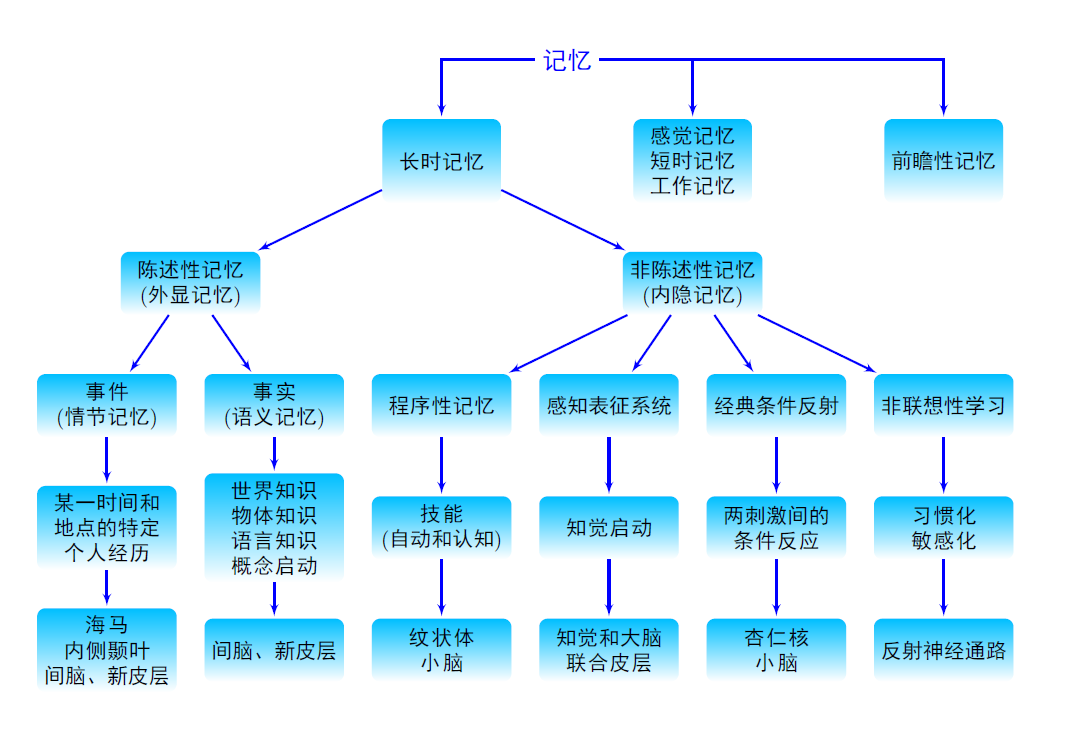 记忆
长时记忆
感觉记忆
短时记忆
工作记忆
前瞻性记忆
陈述性记忆
(外显记忆)
非陈述性记忆
(内隐记忆)
事件
(情节记忆)
事实
(语义记忆)
程序性记忆
感知表征系统
经典条件反射
非联想性学习
某一时间和
地点的特定
个人经历
世界知识
物体知识
语言知识
概念启动
技能
(自动和认知)
知觉启动
两刺激间的
条件反应
习惯化
敏感化
海马
内侧颞叶
间脑、新皮层
间脑、新皮层
纹状体
小脑
知觉和大脑
联合皮层
杏仁核
小脑
反射神经通路